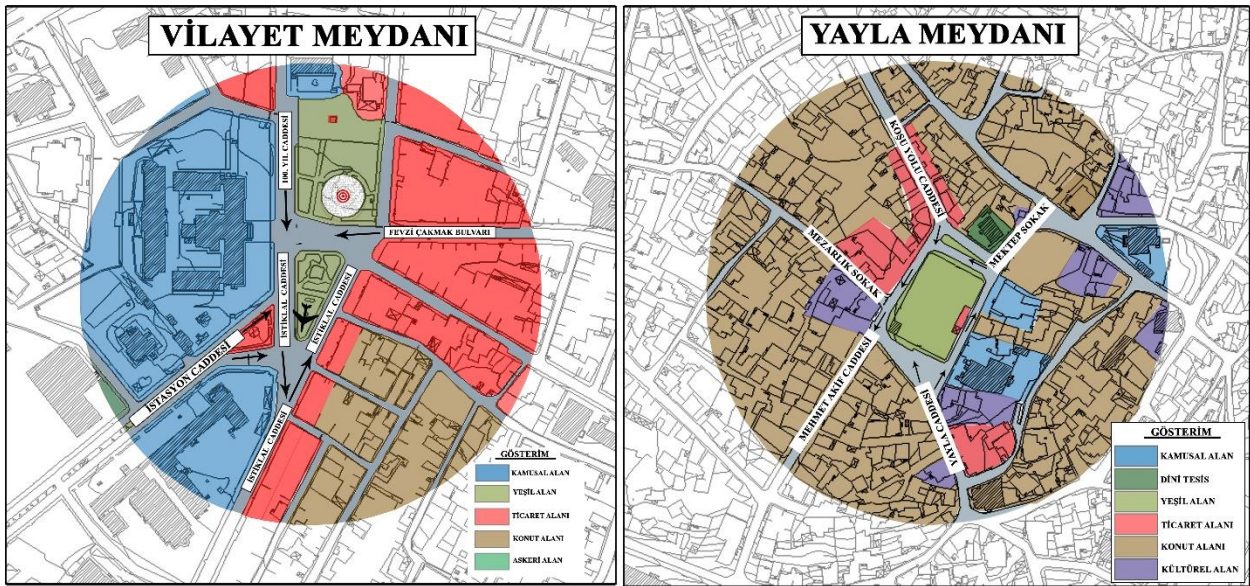 VİLAYET MEYDANI
100. YIL CADDESİ
FEVZİ ÇAKMAK BULVARI
İSTİKLAL CADDESİ
İSTİKLAL CADDESİ
İSTASYON CADDESİ
İSTİKLAL CADDESİ
İSTİKLAL CADDESİ
GÖSTERİM
KAMUSAL ALAN
YEŞİL ALAN
TİCARET ALANI
KONUT ALANI
ASKERİ ALAN
YAYLA MEYDANI
KOŞU YOLU CADDESİ
MEKTEP SOKAK
MEZARLIK SOKAK
MEHMET AKİF CADDESİ
YAYLA CADDESİ
GÖSTERİM
KAMUSAL ALAN
DİNİ TESİS
YEŞİL ALAN
TİCARET ALANI
KONUT ALANI
KÜLTÜREL ALAN